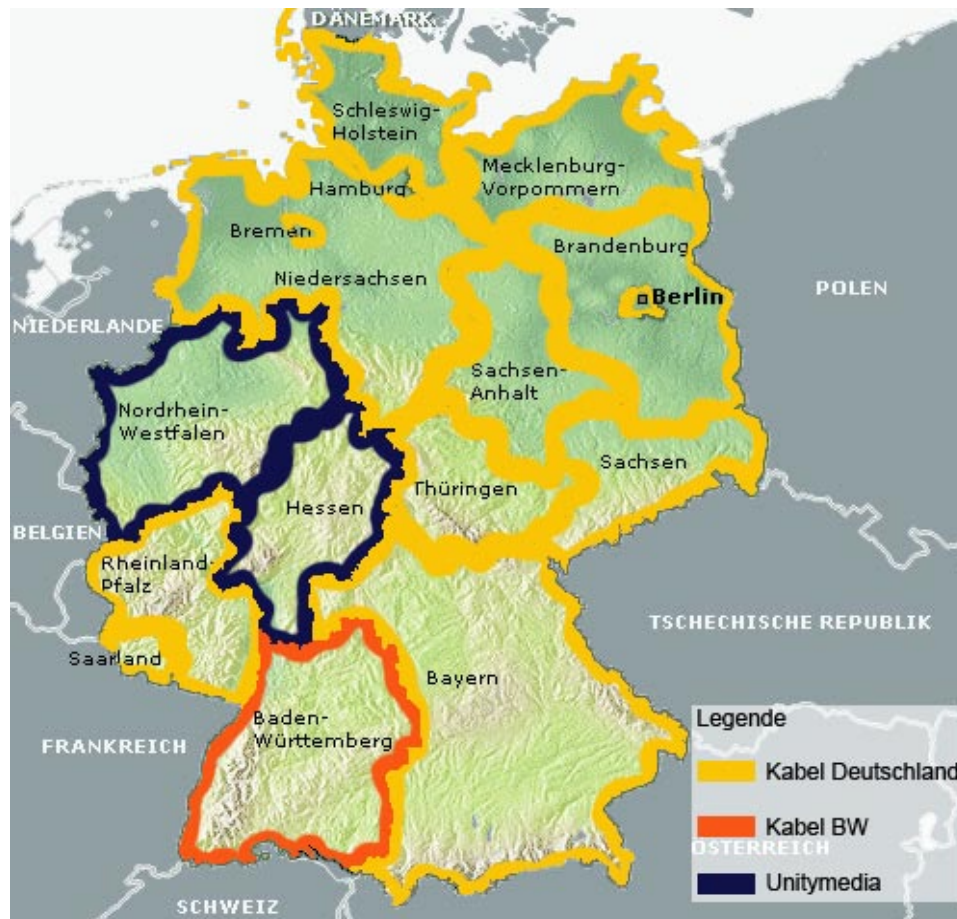 DÄNEMARK
Schleswig-
Holstein
Mecklenburg-
Vorpommern
Hamburg
Bremen
Brandenburg
Niedersachsen
Berlin
POLEN
NIEDERLANDE
Sachsen-
Anhalt
Nordrhein-
Westfalen
Sachsen
Thüringen
Hessen
BELGIEN
Rheinland-
Pfalz
TSCHECHISCHE REPUBLIK
Saarland
Bayern
Baden-
Württemberg
FRANKREICH
Legende
Kabel Deutschland
Kabel BW
ÖSTERREICH
Unitymedia
SCHWEIZ